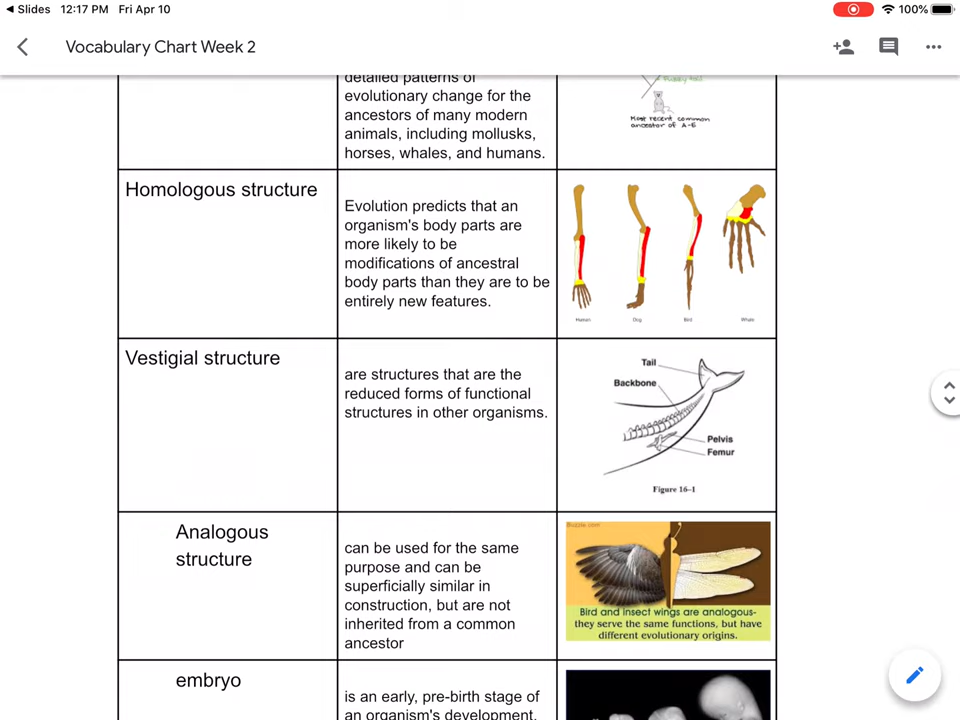 Slides 12:17 PM Fri Apr 10 100%
Vocabulary Chart Week 2
detailed patterns of
evolutionary change for the
ancestors of many modern
animals, including mollusks,
horses, whales, and humans.
Most recent common
ancestor of A-E
Homologous structure
Evolution predicts that an
organism's body parts are
more likely to be
modifications of ancestral
body parts than they are to be
entirely new features.
Human Dog Bird Whale
Vestigial structure
are structures that are the
reduced forms of functional
structures in other organisms.
Tail
Backbone
Pelvis
Femur
Figure 16–1
Analogous
structure
can be used for the same
purpose and can be
superficially similar in
construction, but are not
inherited from a common
ancestor
Buzzle.com
Bird and insect wings are analogous-
they serve the same functions, but have
different evolutionary origins.
embryo
is an early, pre-birth stage of
an organism's development.